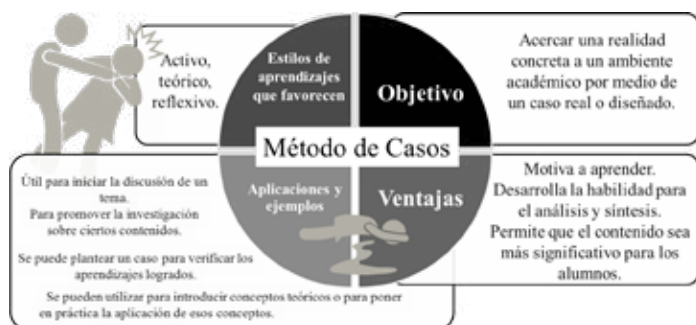 Activo,
teórico,
reflexivo.
Estilos de
aprendizajes
que favorecen
Objetivo
Acercar una realidad
concreta a un ambiente
académico por medio de
un caso real o diseñado.
Método de Casos
Útil para iniciar la discusión de un
tema.
Para promover la investigación
sobre ciertos contenidos.
Se puede plantear un caso para verificar los
aprendizajes logrados.
Se pueden utilizar para introducir conceptos teóricos o para poner
en práctica la aplicación de esos conceptos.
Aplicaciones y
ejemplos
Ventajas
Motiva a aprender.
Desarrolla la habilidad para
el análisis y síntesis.
Permite que el contenido sea
más significativo para los
alumnos.